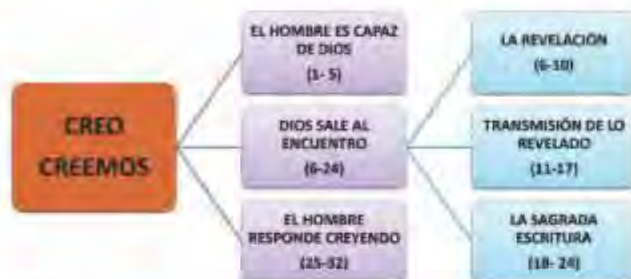 CREO
CREEMOS
EL HOMBRE ES CAPAZ
DE DIOS
(1- 5)
DIOS SALE AL
ENCUENTRO
(6-24)
EL HOMBRE
RESPONDE CREYENDO
(25-32)
LA REVELACIÓN
(6-10)
TRANSMISIÓN DE LO
REVELADO
(11-17)
LA SAGRADA
ESCRITURA
(18- 24)